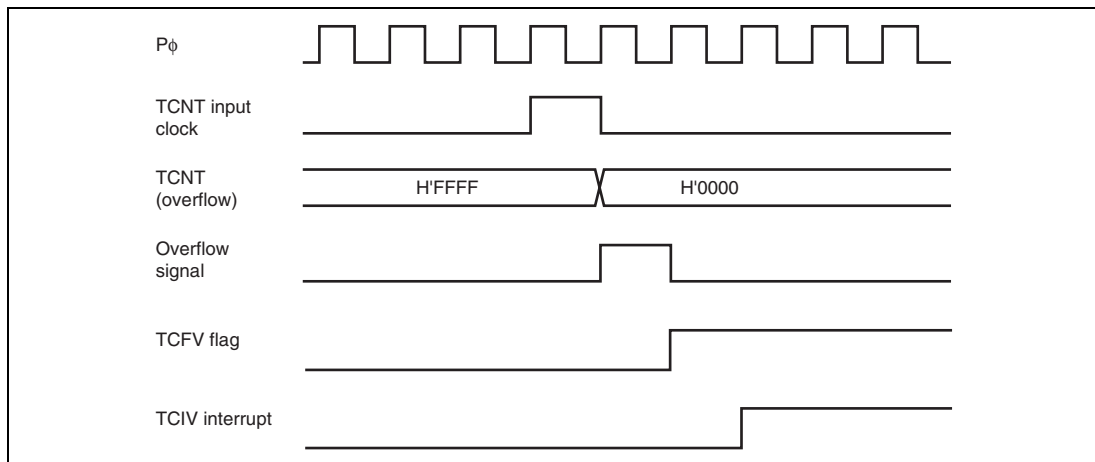 Pϕ
TCNT input
clock
TCNT
(overflow)
H'FFFF
H'0000
Overflow
signal
TCFV flag
TCIV interrupt